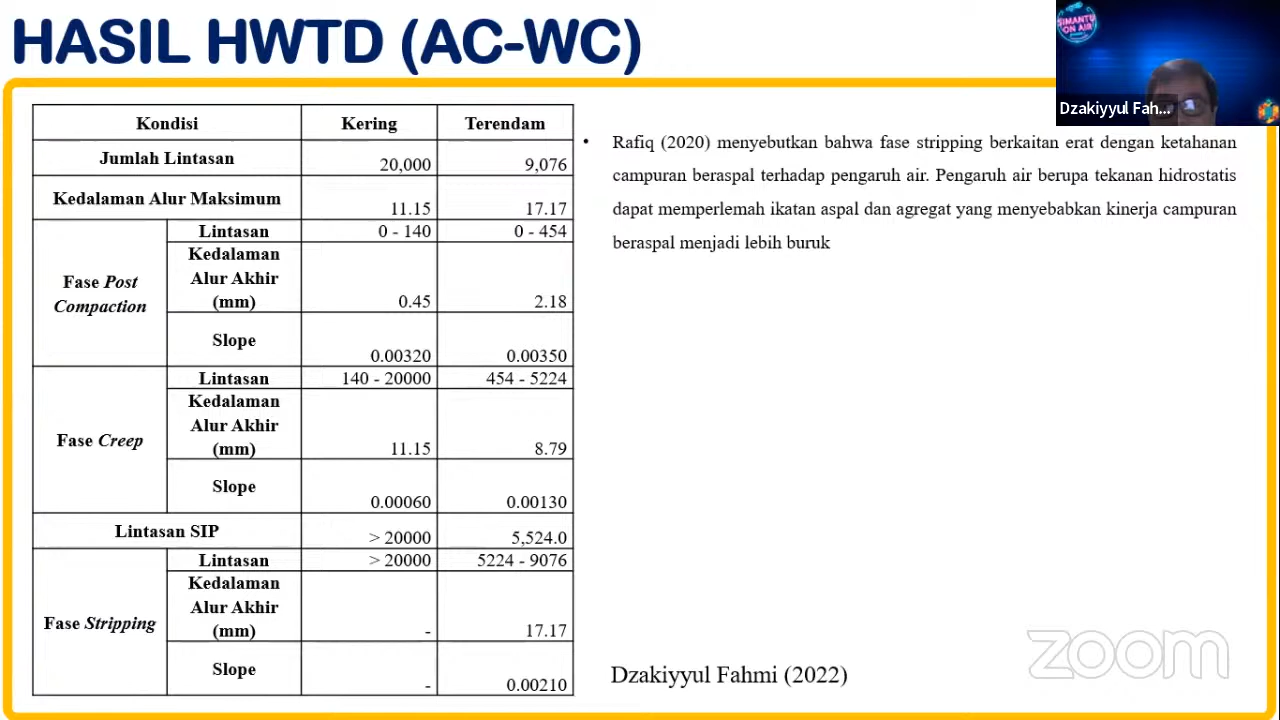 HASIL HWTD (AC-WC)
SIMANTU
ON AIR
Dzakiyyul Fah...
Kondisi Kering Terendam
Jumlah Lintasan 20,000 9,076
Kedalaman Alur Maksimum 11.15 17.17
Fase Post Compaction
Lintasan 0 - 140 0 - 454
Kedalaman Alur Akhir (mm) 0.45 2.18
Slope 0.00320 0.00350
Fase Creep
Lintasan 140 - 20000 454 - 5224
Kedalaman Alur Akhir (mm) 11.15 8.79
Slope 0.00060 0.00130
Lintasan SIP > 20000 5,524.0
Fase Stripping
Lintasan > 20000 5224 - 9076
Kedalaman Alur Akhir (mm) - 17.17
Slope - 0.00210
• Rafiq (2020) menyebutkan bahwa fase stripping berkaitan erat dengan ketahanan
campuran beraspal terhadap pengaruh air. Pengaruh air berupa tekanan hidrostatis
dapat memperlemah ikatan aspal dan agregat yang menyebabkan kinerja campuran
beraspal menjadi lebih buruk
Dzakiyyul Fahmi (2022)
zoom